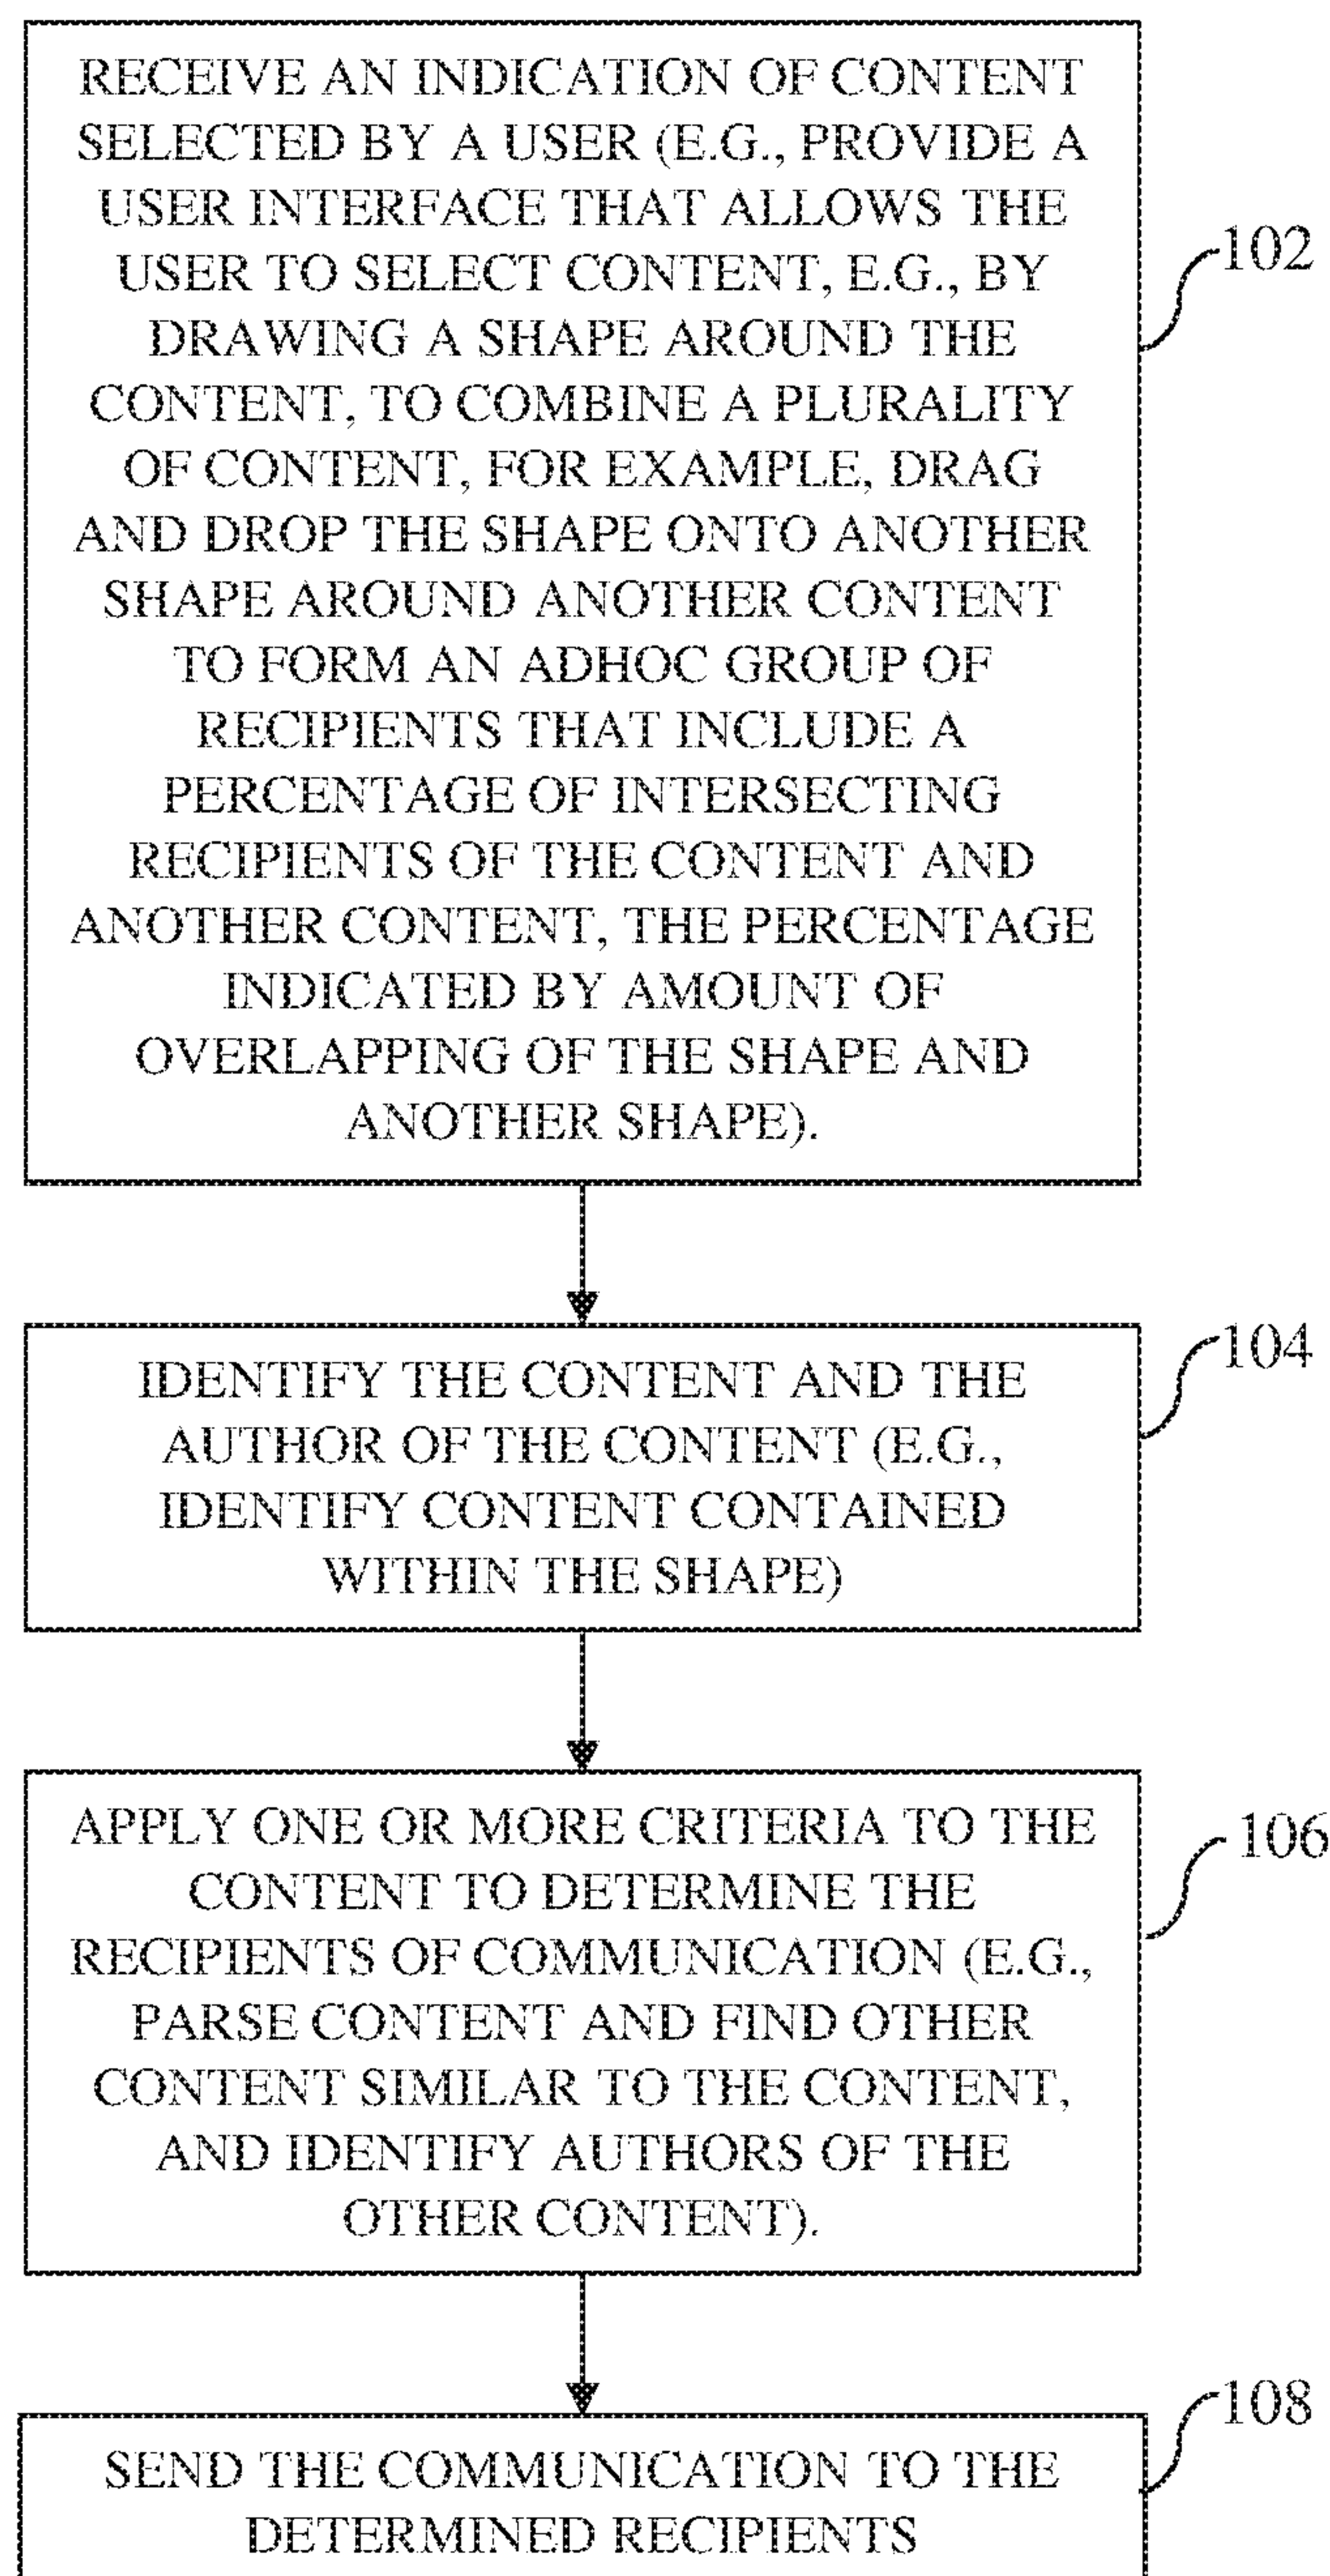 RECEIVE AN INDICATION OF CONTENT
SELECTED BY A USER (E.G., PROVIDE A
USER INTERFACE THAT ALLOWS THE
USER TO SELECT CONTENT, E.G., BY
DRAWING A SHAPE AROUND THE
CONTENT, TO COMBINE A PLURALITY
OF CONTENT, FOR EXAMPLE, DRAG
AND DROP THE SHAPE ONTO ANOTHER
SHAPE AROUND ANOTHER CONTENT
TO FORM AN ADHOC GROUP OF
RECIPIENTS THAT INCLUDE A
PERCENTAGE OF INTERSECTING
RECIPIENTS OF THE CONTENT AND
ANOTHER CONTENT, THE PERCENTAGE
INDICATED BY AMOUNT OF
OVERLAPPING OF THE SHAPE AND
ANOTHER SHAPE).
102
IDENTIFY THE CONTENT AND THE
AUTHOR OF THE CONTENT (E.G.,
IDENTIFY CONTENT CONTAINED
WITHIN THE SHAPE)
104
APPLY ONE OR MORE CRITERIA TO THE
CONTENT TO DETERMINE THE
RECIPIENTS OF COMMUNICATION (E.G.,
PARSE CONTENT AND FIND OTHER
CONTENT SIMILAR TO THE CONTENT,
AND IDENTIFY AUTHORS OF THE
OTHER CONTENT).
106
SEND THE COMMUNICATION TO THE
DETERMINED RECIPIENTS
108